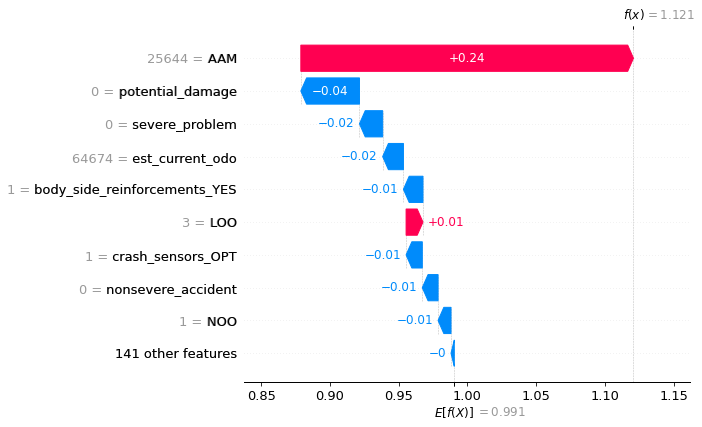 f(x) = 1.121
25644 = AAM
+0.24
0 = potential_damage
−0.04
0 = severe_problem
−0.02
64674 = est_current_odo
−0.02
1 = body_side_reinforcements_YES
−0.01
3 = LOO
+0.01
1 = crash_sensors_OPT
−0.01
0 = nonsevere_accident
−0.01
1 = NOO
−0.01
141 other features
−0
0.85 0.90 0.95 1.00 1.05 1.10 1.15
E[f(X)] = 0.991